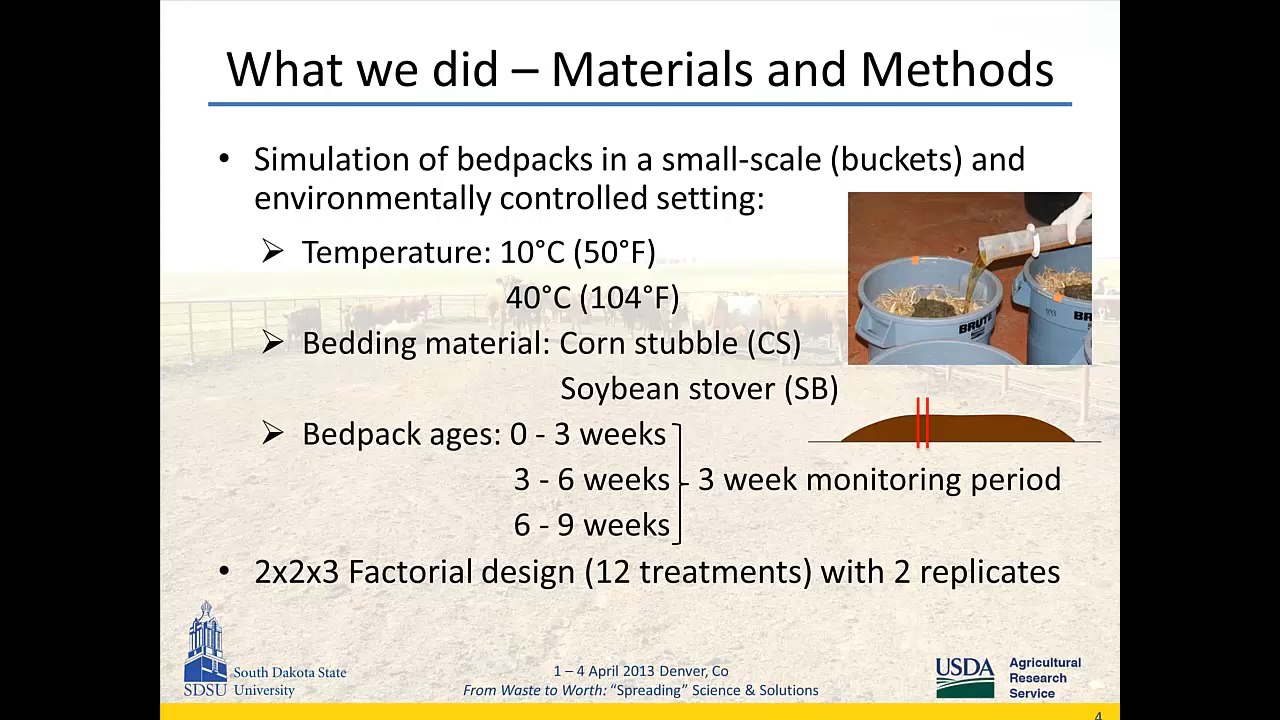 What we did – Materials and Methods
• Simulation of bedpacks in a small-scale (buckets) and
environmentally controlled setting:
➢ Temperature: 10°C (50°F)
40°C (104°F)
➢ Bedding material: Corn stubble (CS)
Soybean stover (SB)
➢ Bedpack ages: 0 - 3 weeks
3 - 6 weeks
3 week monitoring period
6 - 9 weeks
• 2x2x3 Factorial design (12 treatments) with 2 replicates
BRUTE
SDSU
South Dakota State
University
1 – 4 April 2013 Denver, Co
From Waste to Worth: “Spreading” Science & Solutions
USDA
Agricultural
Research
Service
4